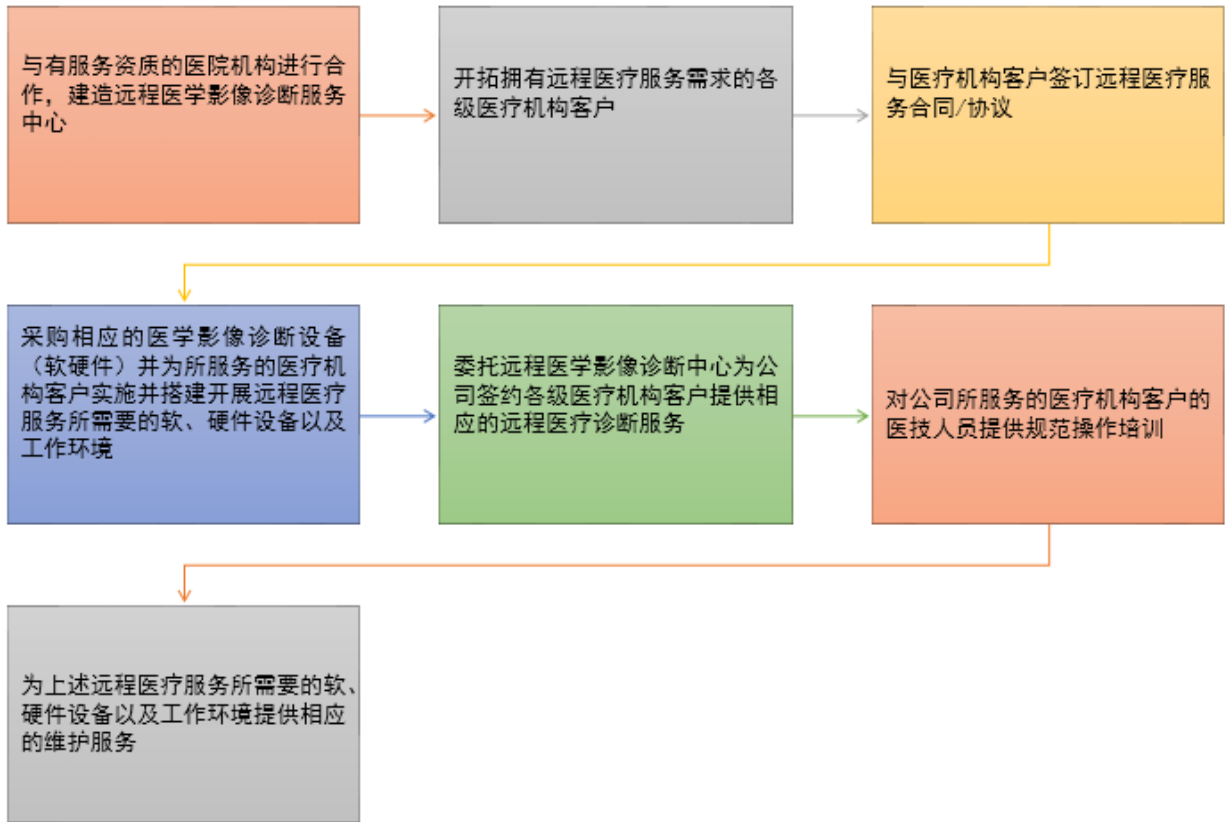 与有服务资质的医院机构进行合
作，建造远程医学影像诊断服务
中心
开拓拥有远程医疗服务需求的各
级医疗机构客户
与医疗机构客户签订远程医疗服
务合同/协议
采购相应的医学影像诊断设备
（软硬件）并为所服务的医疗机
构客户实施并搭建开展远程医疗
服务所需要的软、硬件设备以及
工作环境
委托远程医学影像诊断中心为公
司签约各级医疗机构客户提供相
应的远程医疗诊断服务
对公司所服务的医疗机构客户的
医技人员提供规范操作培训
为上述远程医疗服务所需要的软、
硬件设备以及工作环境提供相应
的维护服务